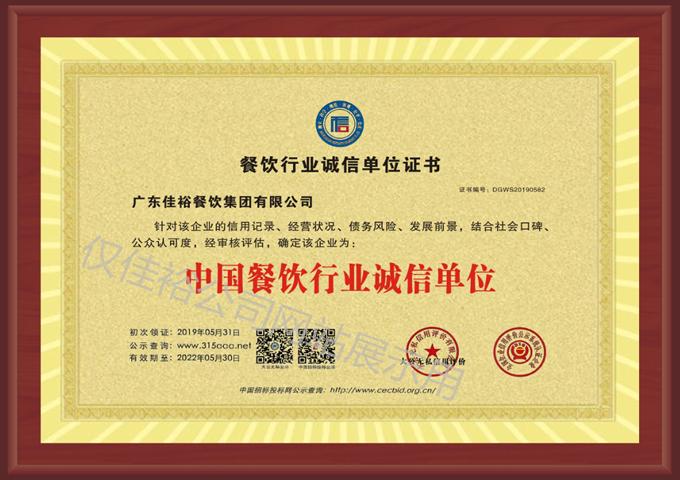 信
餐饮行业诚信单位证书
证书编号：DGWS20190582
广东佳裕餐饮集团有限公司
针对该企业的信用记录、经营状况、债务风险、发展前景，结合社会口碑、
公众认可度，经审核评估，确定该企业为：
中国餐饮行业诚信单位
仅佳裕公司网站展示用
初次领证：2019年05月31日
公示查询：www.315aaa.net
有效期至：2022年05月30日
大公无私信用评价
中国招标投标网公示查询：http://www.cecbid.org.cn/